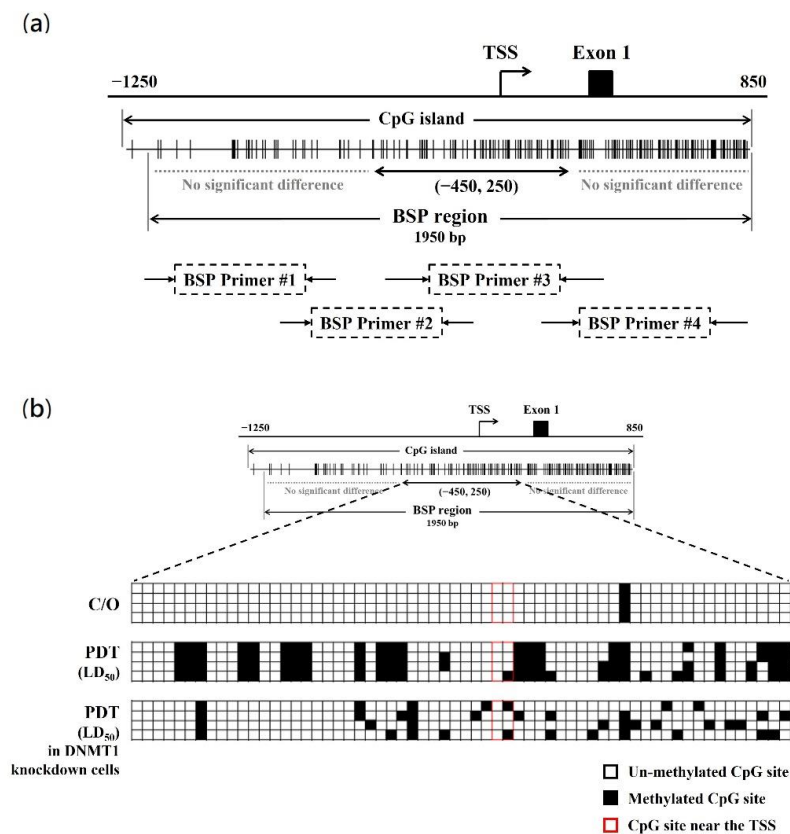 (a)
TSS Exon 1
−1250 850
CpG island
No significant difference (−450, 250) No significant difference
BSP region
1950 bp
BSP Primer #1 BSP Primer #3
BSP Primer #2 BSP Primer #4
(b)
TSS Exon 1
−1250 850
CpG island
No significant difference (−450, 250) No significant difference
BSP region
1950 bp
C/O
PDT
(LD50)
PDT
(LD50)
in DNMT1
knockdown cells
Un-methylated CpG site
Methylated CpG site
CpG site near the TSS